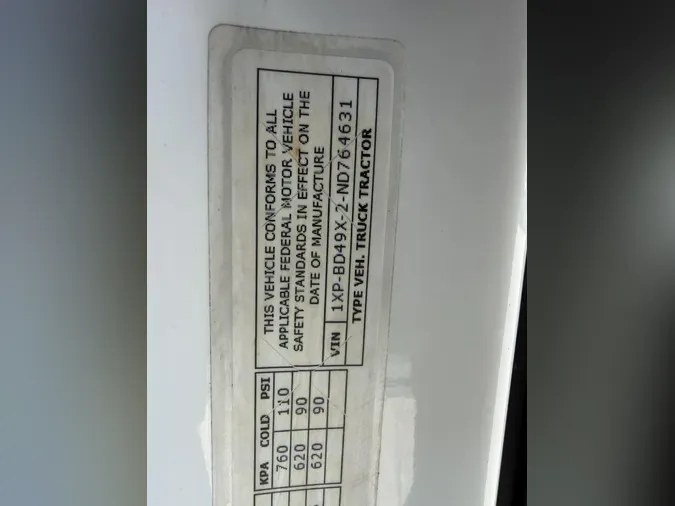 KPA COLD PSI
760 110
620 90
620 90
THIS VEHICLE CONFORMS TO ALL
APPLICABLE FEDERAL MOTOR VEHICLE
SAFETY STANDARDS IN EFFECT ON THE
DATE OF MANUFACTURE
VIN 1XP-BD49X-2-ND764631
TYPE VEH. TRUCK TRACTOR